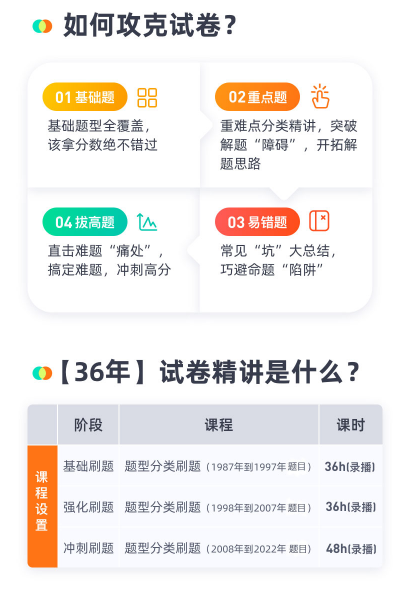 如何攻克试卷？
01 基础题
基础题型全覆盖，
该拿分数绝不错过
02 重点题
重难点分类精讲，突破
解题“障碍”，开拓解
题思路
04 拔高题
直击难题“痛处”，
搞定难题，冲刺高分
03 易错题
常见“坑”大总结，
巧避命题“陷阱”
【36年】试卷精讲是什么？
阶段 课程 课时
课程设置
基础刷题 题型分类刷题（1987年到1997年 题目） 36h(录播)
强化刷题 题型分类刷题（1998年到2007年 题目） 36h(录播)
冲刺刷题 题型分类刷题（2008年到2022年 题目） 48h(录播)